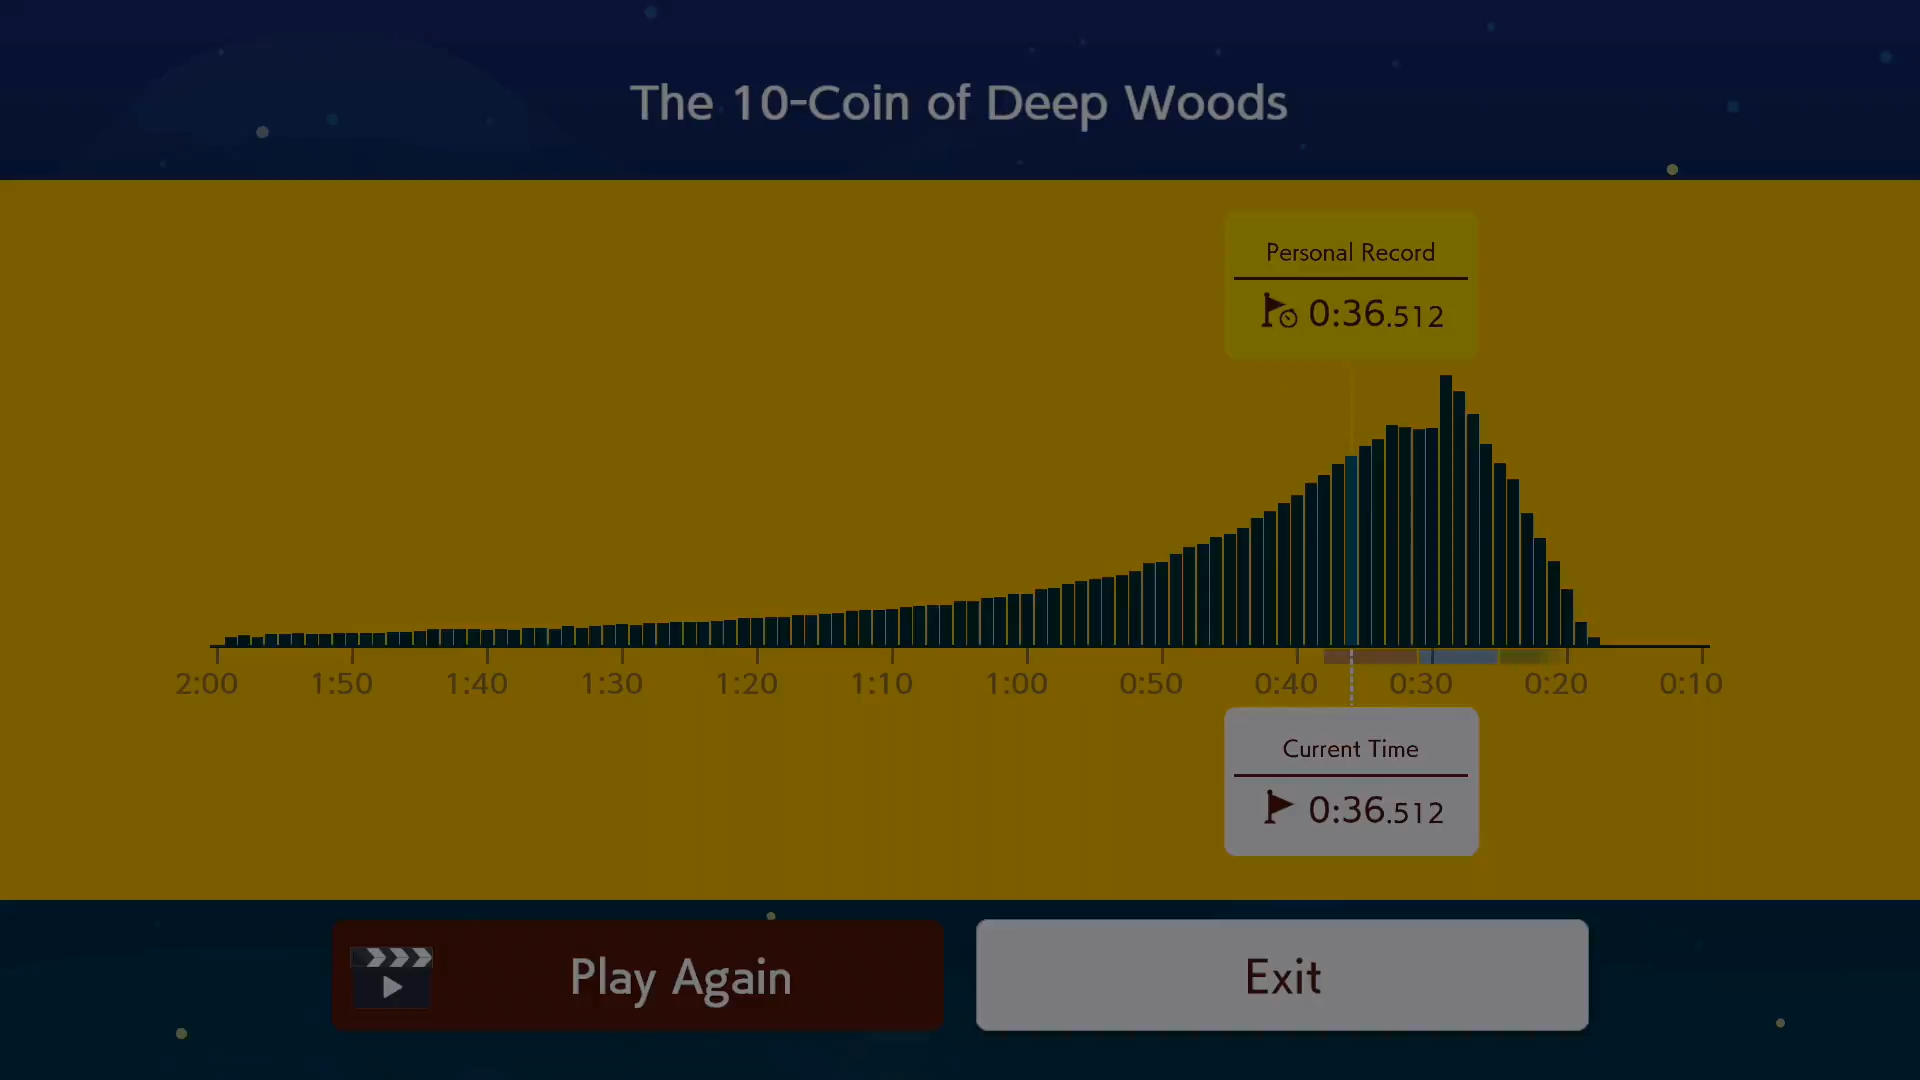 The 10-Coin of Deep Woods
Personal Record
0:36.512
2:00 1:50 1:40 1:30 1:20 1:10 1:00 0:50 0:40 0:30 0:20 0:10
Current Time
0:36.512
Play Again
Exit